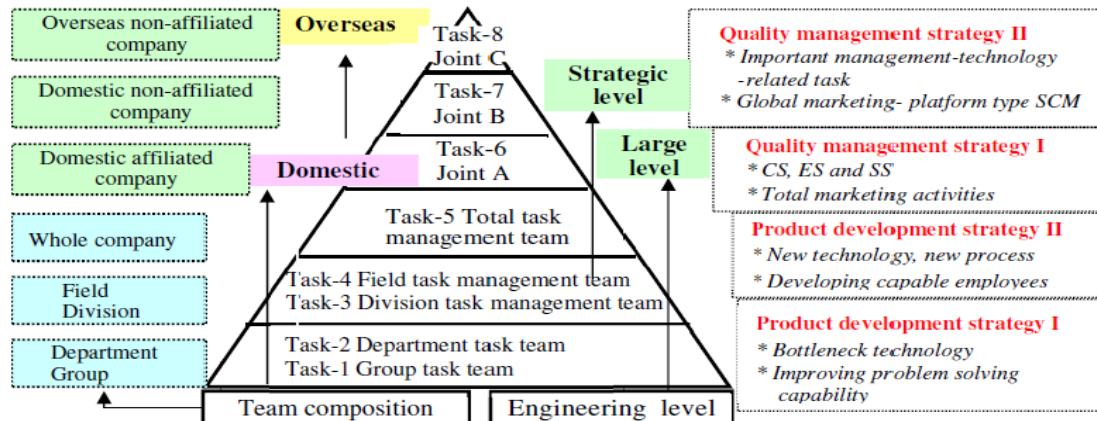 Overseas non-affiliated
company
Domestic non-affiliated
company
Domestic affiliated
company
Whole company
Field
Division
Department
Group
Overseas
Domestic
Task-8
Joint C
Task-7
Joint B
Task-6
Joint A
Task-5 Total task
management team
Task-4 Field task management team
Task-3 Division task management team
Task-2 Department task team
Task-1 Group task team
Team composition
Engineering level
Strategic
level
Large
level
Quality management strategy II
* Important management-technology
-related task
* Global marketing- platform type SCM
Quality management strategy I
* CS, ES and SS
* Total marketing activities
Product development strategy II
* New technology, new process
* Developing capable employees
Product development strategy I
* Bottleneck technology
* Improving problem solving
capability